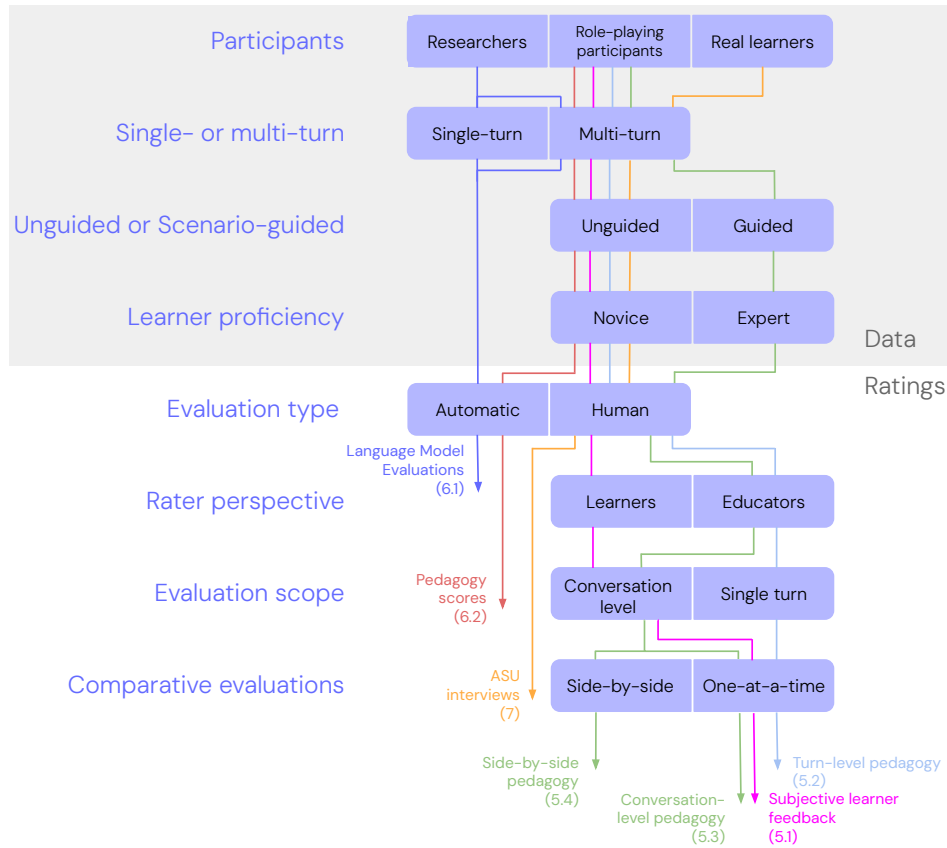 Participants
Researchers
Role-playing
participants
Real learners
Single- or multi-turn
Single-turn
Multi-turn
Unguided or Scenario-guided
Unguided
Guided
Learner proficiency
Novice
Expert
Data
Ratings
Evaluation type
Automatic
Human
Language Model
Evaluations
(6.1)
Rater perspective
Learners
Educators
Pedagogy
scores
(6.2)
Evaluation scope
Conversation
level
Single turn
Comparative evaluations
ASU
interviews
(7)
Side-by-side
One-at-a-time
Side-by-side
pedagogy
(5.4)
Turn-level pedagogy
(5.2)
Conversation-
level pedagogy
(5.3)
Subjective learner
feedback
(5.1)